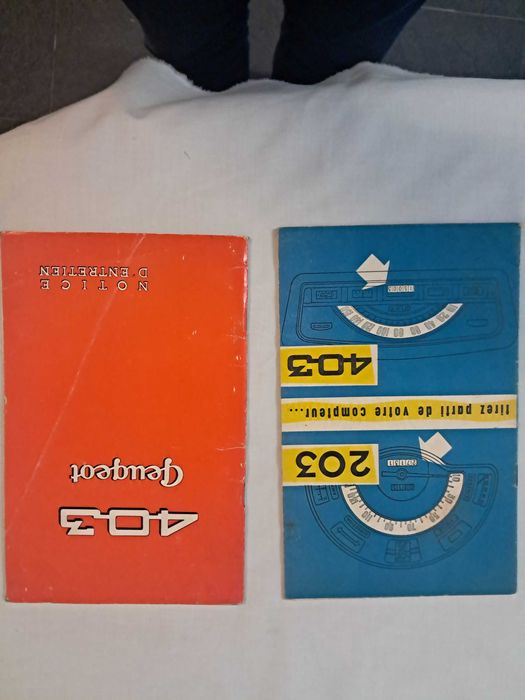 403
Peugeot
NOTICE
D'ENTRETIEN
203
tirez parti de votre compteur...
403